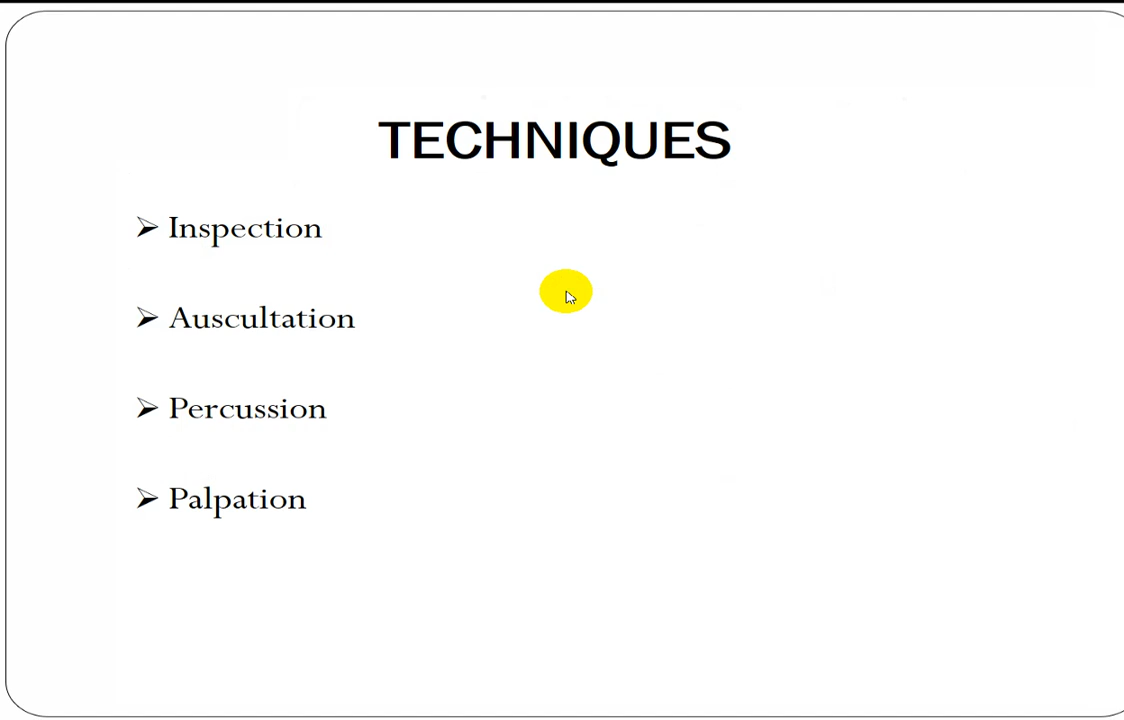 TECHNIQUES
➢ Inspection
➢ Auscultation
➢ Percussion
➢ Palpation